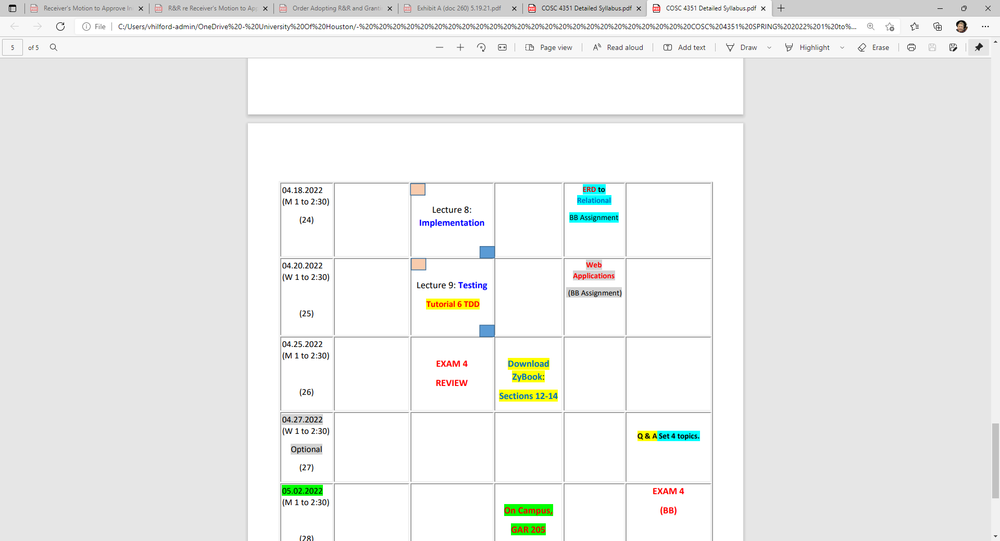 Receiver's Motion to Approve In
R&R re Receiver's Motion to App
Order Adopting R&R and Granti
Exhibit A (doc 260) 5.19.21.pdf
COSC 4351 Detailed Syllabus.pdf
COSC 4351 Detailed Syllabus.pdf
File
C:/Users/vhilford-admin/OneDrive%20-%20University%20Of%20Houston/-%20%20%20%20%20%20%20%20%20%20%20%20%20%20%20%20%20%20%20%20%20%20COSC%204351%20SPRING%202022%201%20to%...
5 of 5
Page view
Read aloud
Add text
Draw
Highlight
Erase
04.18.2022
(M 1 to 2:30)
(24)
Lecture 8:
Implementation
ERD to
Relational
BB Assignment
04.20.2022
(W 1 to 2:30)
(25)
Lecture 9: Testing
Tutorial 6 TDD
Web
Applications
(BB Assignment)
04.25.2022
(M 1 to 2:30)
(26)
EXAM 4
REVIEW
Download
ZyBook:
Sections 12-14
04.27.2022
(W 1 to 2:30)
Optional
(27)
Q & A Set 4 topics.
05.02.2022
(M 1 to 2:30)
(28)
On Campus,
GAR 205
EXAM 4
(BB)